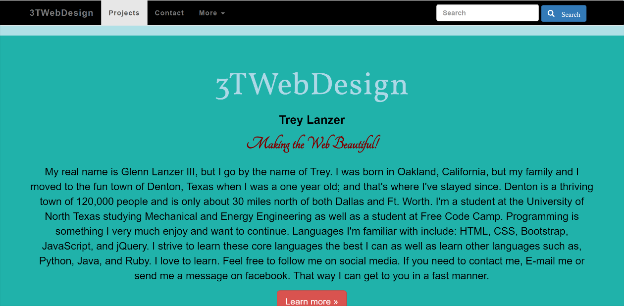 3TWebDesign Projects Contact More Search Search
3TWebDesign
Trey Lanzer
Making the Web Beautiful!
My real name is Glenn Lanzer III, but I go by the name of Trey. I was born in Oakland, California, but my family and I
moved to the fun town of Denton, Texas when I was a one year old; and that's where I've stayed since. Denton is a thriving
town of 120,000 people and is only about 30 miles north of both Dallas and Ft. Worth. I'm a student at the University of
North Texas studying Mechanical and Energy Engineering as well as a student at Free Code Camp. Programming is
something I very much enjoy and want to continue. Languages I'm familiar with include: HTML, CSS, Bootstrap,
JavaScript, and jQuery. I strive to learn these core languages the best I can as well as learn other languages such as,
Python, Java, and Ruby. I love to learn. Feel free to follow me on social media. If you need to contact me, E-mail me or
send me a message on facebook. That way I can get to you in a fast manner.
Learn more »